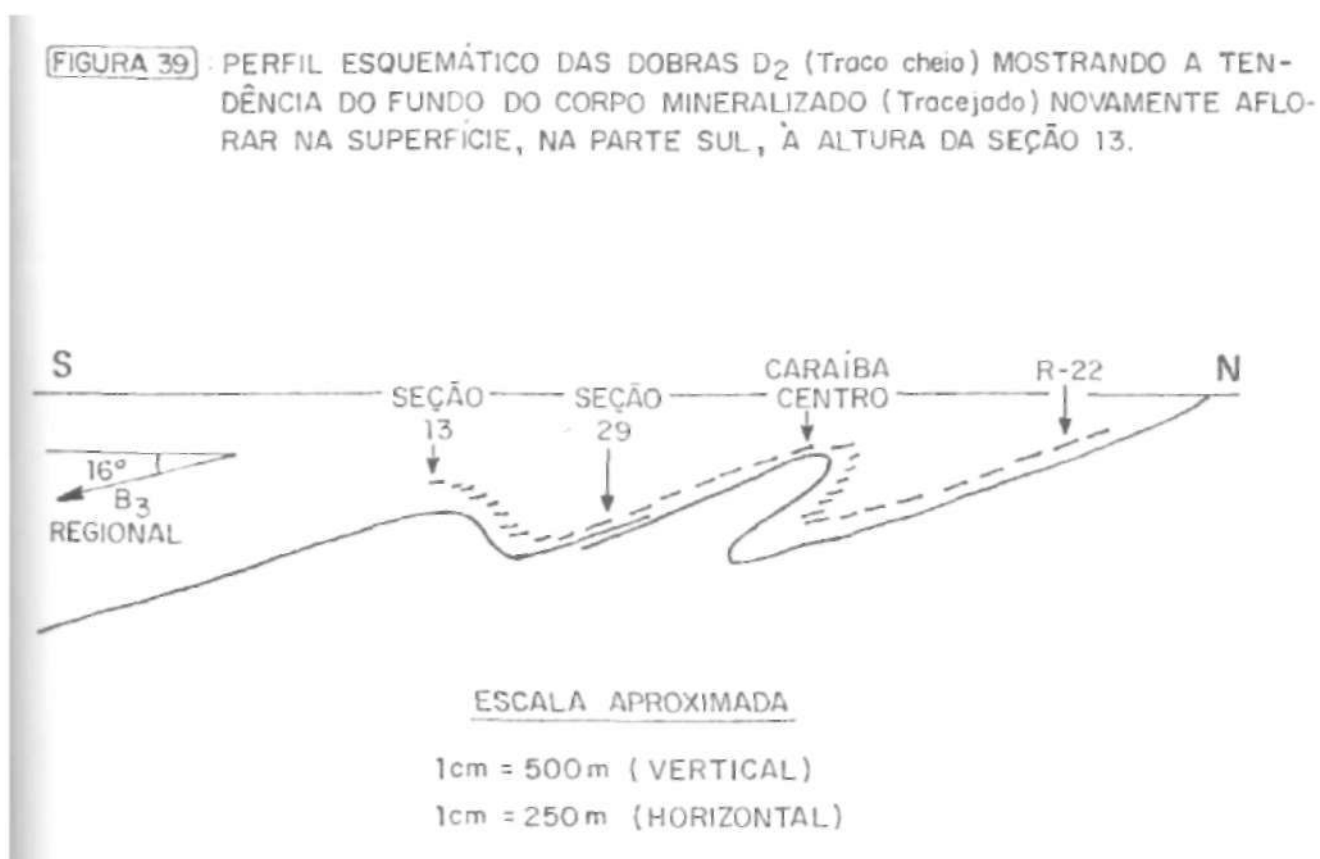 FIGURA 39 : PERFIL ESQUEMÁTICO DAS DOBRAS D2 (Traco cheio) MOSTRANDO A TEN-
DÊNCIA DO FUNDO DO CORPO MINERALIZADO (Tracejado) NOVAMENTE AFLO-
RAR NA SUPERFÍCIE, NA PARTE SUL, À ALTURA DA SEÇÃO 13.
S
SEÇÃO
13
SEÇÃO
29
CARAÍBA
CENTRO
R-22
N
16°
B3
REGIONAL
ESCALA APROXIMADA
1cm = 500m (VERTICAL)
1cm = 250m (HORIZONTAL)